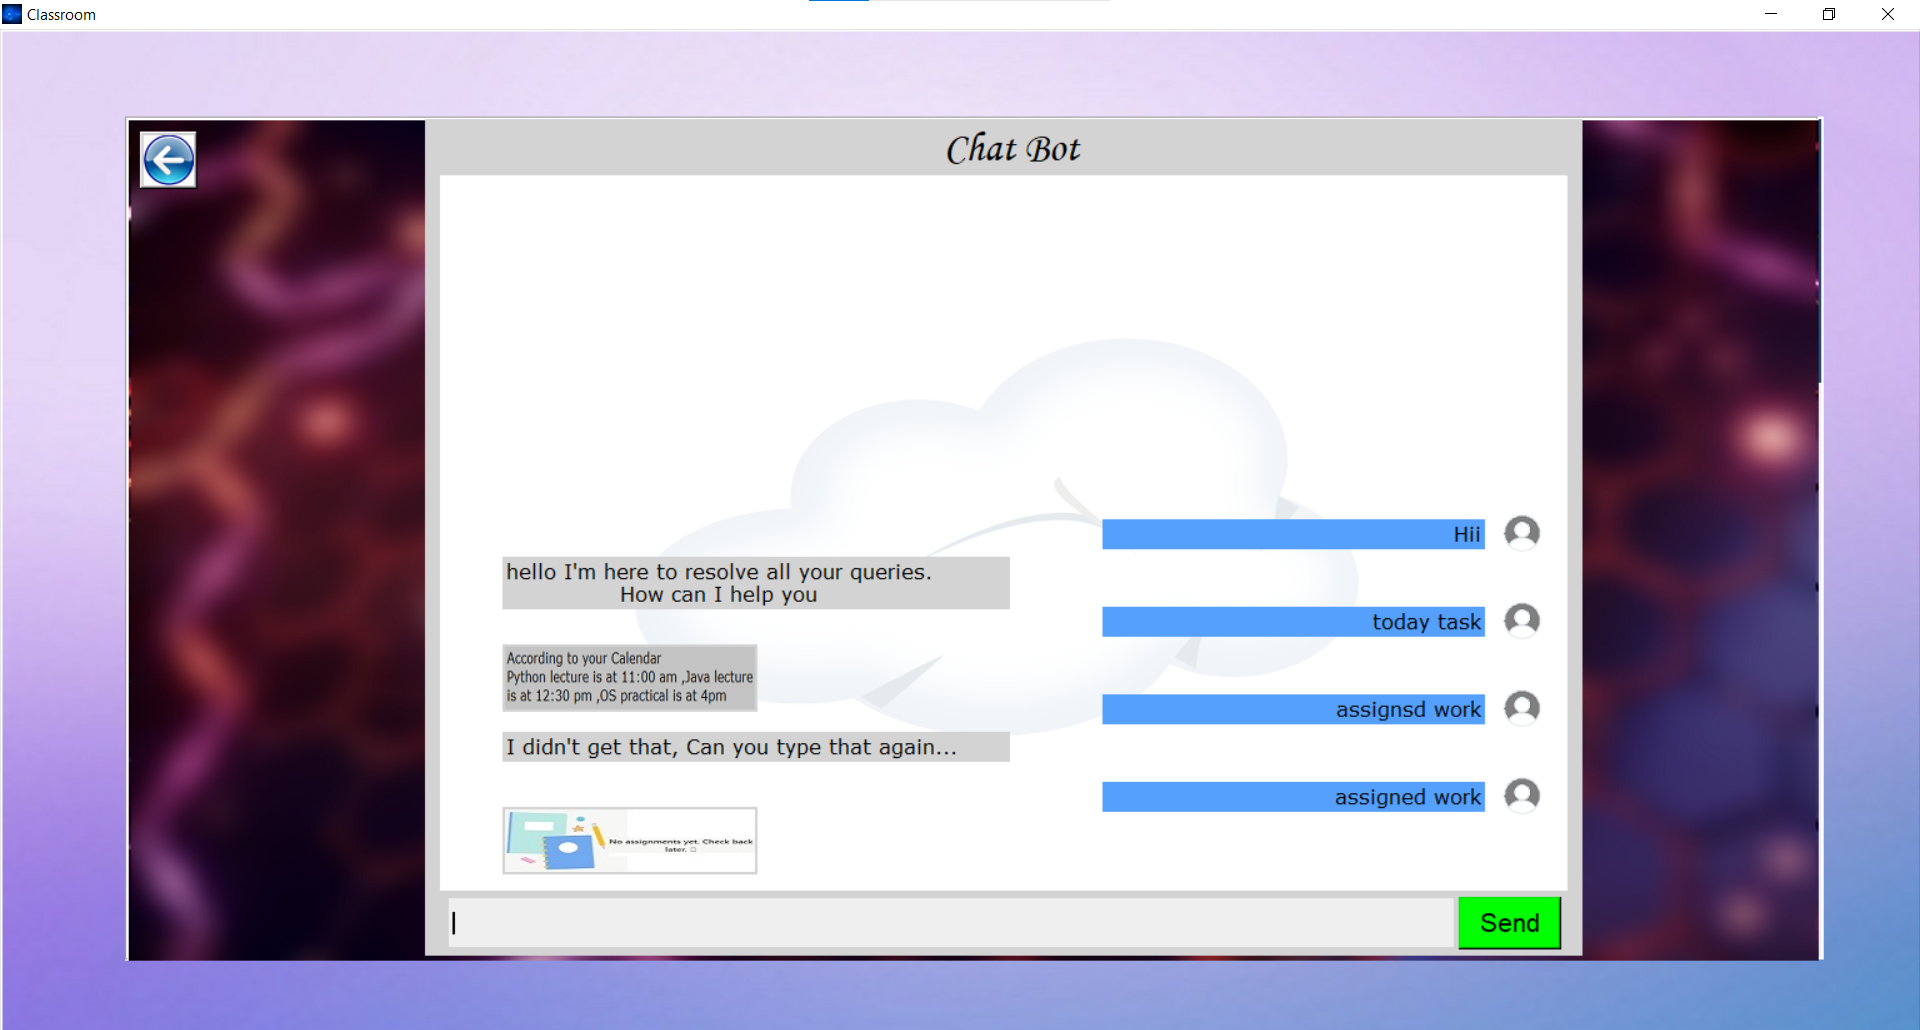 Classroom
Chat Bot
Hii
hello I'm here to resolve all your queries.
How can I help you
today task
According to your Calendar
Python lecture is at 11:00 am ,Java lecture
is at 12:30 pm ,OS practical is at 4pm
assignsd work
I didn't get that, Can you type that again...
assigned work
No assignments yet. Check back
later.
Send